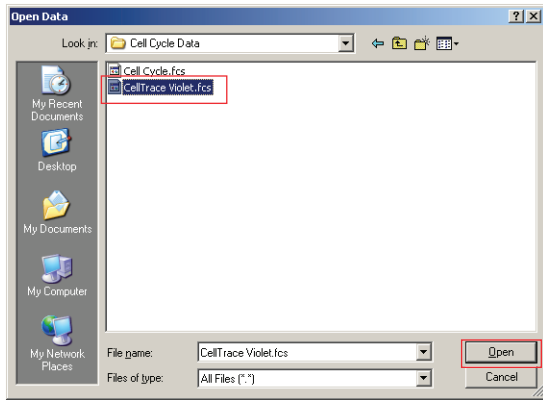 Open Data
Look in: Cell Cycle Data
Cell Cycle.fcs
CellTrace Violet.fcs
My Recent
Documents
Desktop
My Documents
My Computer
My Network
Places
File name: CellTrace Violet.fcs Open
Files of type: All Files (*.*) Cancel